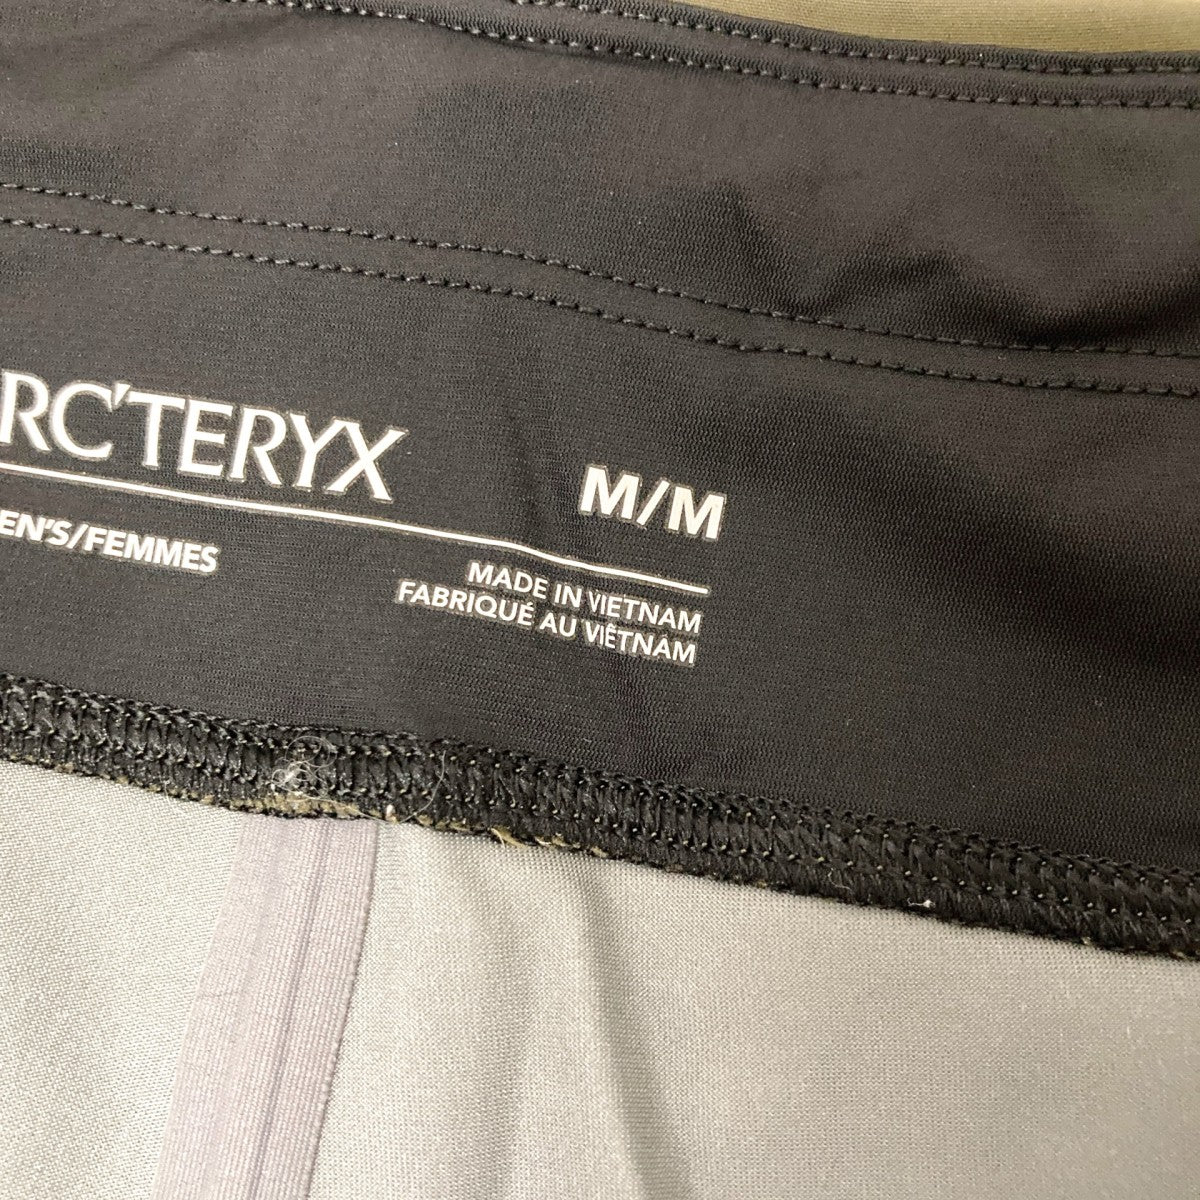 RC'TERYX M/M
EN'S/FEMMES
MADE IN VIETNAM
FABRIQUÉ AU VIÊTNAM